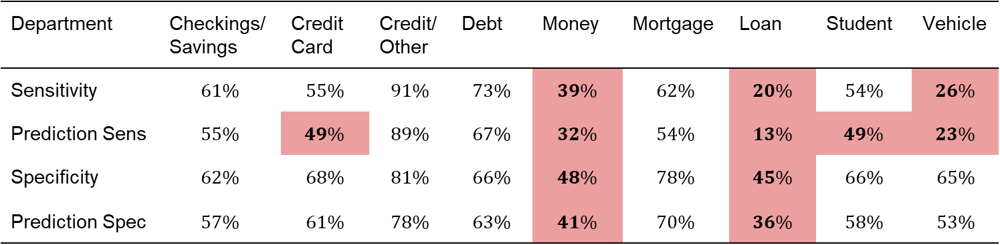 Department Checkings/ Credit Credit/ Debt Money Mortgage Loan Student Vehicle
Savings Card Other
Sensitivity 61% 55% 91% 73% 39% 62% 20% 54% 26%
Prediction Sens 55% 49% 89% 67% 32% 54% 13% 49% 23%
Specificity 62% 68% 81% 66% 48% 78% 45% 66% 65%
Prediction Spec 57% 61% 78% 63% 41% 70% 36% 58% 53%